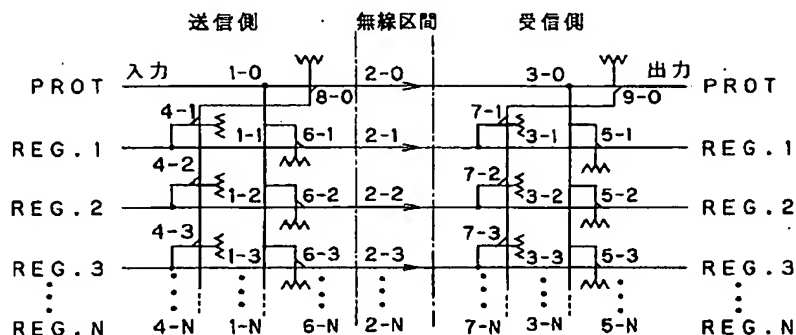 送信側 無線区間 受信側
入力 1-0 2-0 3-0 出力
PROT 8-0 9-0 PROT
4-1 7-1
REG.1 1-1 6-1 2-1 3-1 5-1 REG.1
4-2 7-2
REG.2 1-2 6-2 2-2 3-2 5-2 REG.2
4-3 7-3
REG.3 1-3 6-3 2-3 3-3 5-3 REG.3
REG.N 4-N 1-N 6-N 2-N 7-N 3-N 5-N REG.N